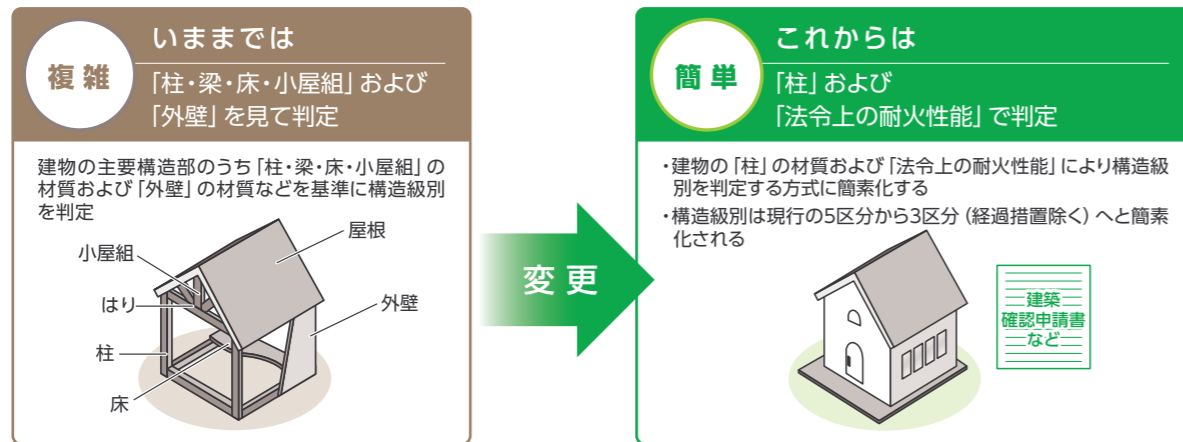 複雑
いままでは
「柱・梁・床・小屋組」および
「外壁」を見て判定
建物の主要構造部のうち「柱・梁・床・小屋組」の
材質および「外壁」の材質などを基準に構造級別
を判定
屋根
小屋組
はり
外壁
柱
床
変更
簡単
これからは
「柱」および
「法令上の耐火性能」で判定
・建物の「柱」の材質および「法令上の耐火性能」により構造級
別を判定する方式に簡素化する
・構造級別は現行の5区分から3区分(経過措置除く)へと簡素
化される
建築
確認申請書
など